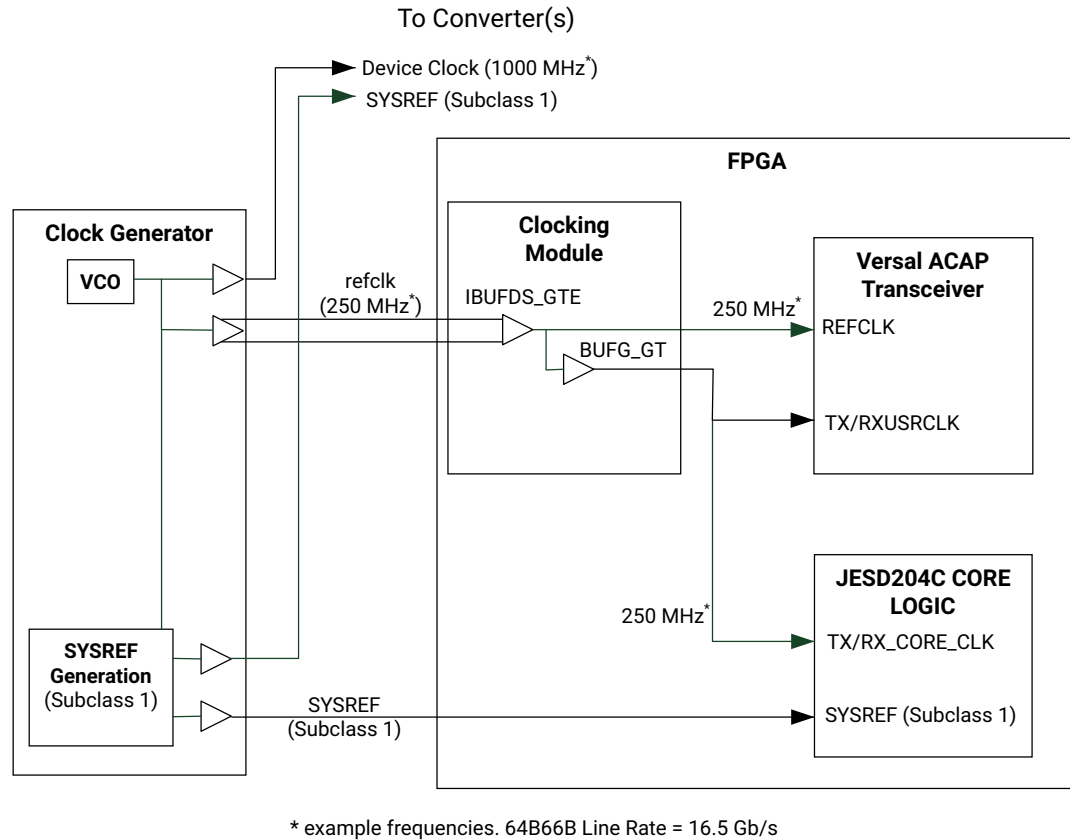 To Converter(s)
Device Clock (1000 MHz*)
SYSREF (Subclass 1)
FPGA
Clock Generator
VCO
refclk
(250 MHz*)
Clocking
Module
IBUFDS_GTE
BUFG_GT
250 MHz*
Versal ACAP
Transceiver
REFCLK
TX/RXUSRCLK
250 MHz*
JESD204C CORE
LOGIC
TX/RX_CORE_CLK
SYSREF (Subclass 1)
SYSREF
Generation
(Subclass 1)
SYSREF
(Subclass 1)
* example frequencies. 64B66B Line Rate = 16.5 Gb/s